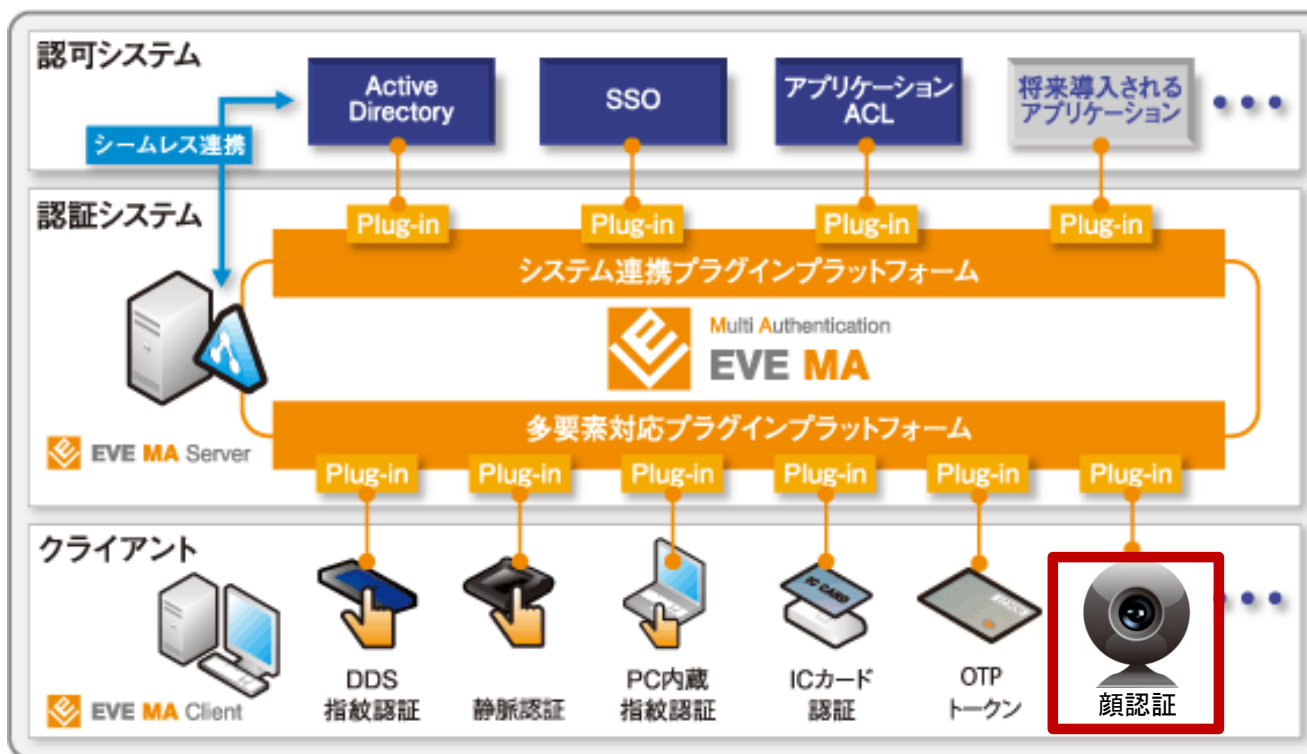 認可システム
Active
Directory
SSO
アプリケーション
ACL
将来導入される
アプリケーション
シームレス連携
認証システム
Plug-in
Plug-in
Plug-in
Plug-in
システム連携プラグインプラットフォーム
Multi Authentication
EVE MA
多要素対応プラグインプラットフォーム
EVE MA Server
Plug-in
Plug-in
Plug-in
Plug-in
Plug-in
Plug-in
クライアント
IC CARD
DDS
指紋認証
静脈認証
PC内蔵
指紋認証
ICカード
認証
OTP
トークン
顔認証
EVE MA Client